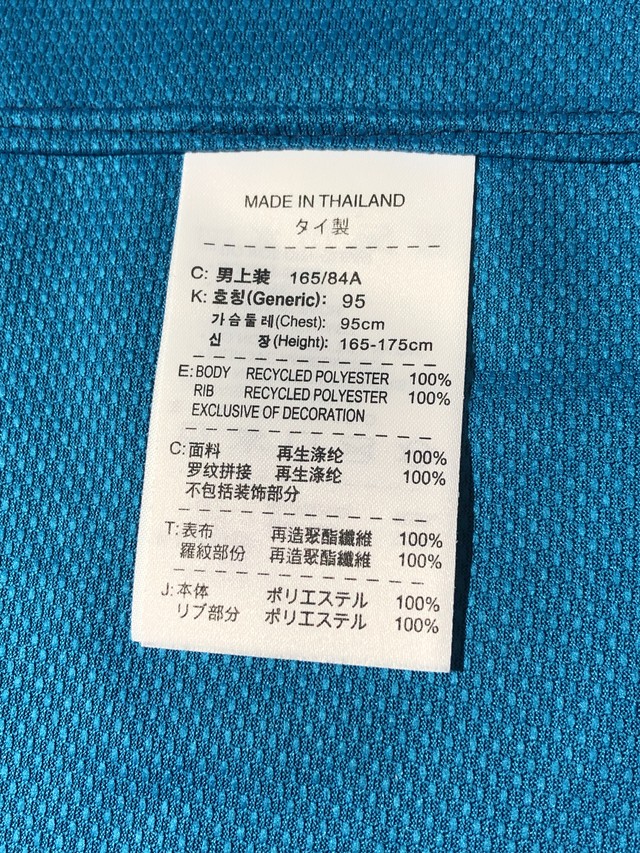 MADE IN THAILAND
タイ製
C: 男上装 165/84A
K: 호칭(Generic): 95
가슴둘레(Chest): 95cm
신 장(Height): 165-175cm
E: BODY RECYCLED POLYESTER 100%
RIB RECYCLED POLYESTER 100%
EXCLUSIVE OF DECORATION
C: 面料 再生涤纶 100%
罗纹拼接 再生涤纶 100%
不包括装饰部分
T: 表布 再造聚酯纖維 100%
羅紋部份 再造聚酯纖維 100%
J: 本体 ポリエステル 100%
リブ部分 ポリエステル 100%